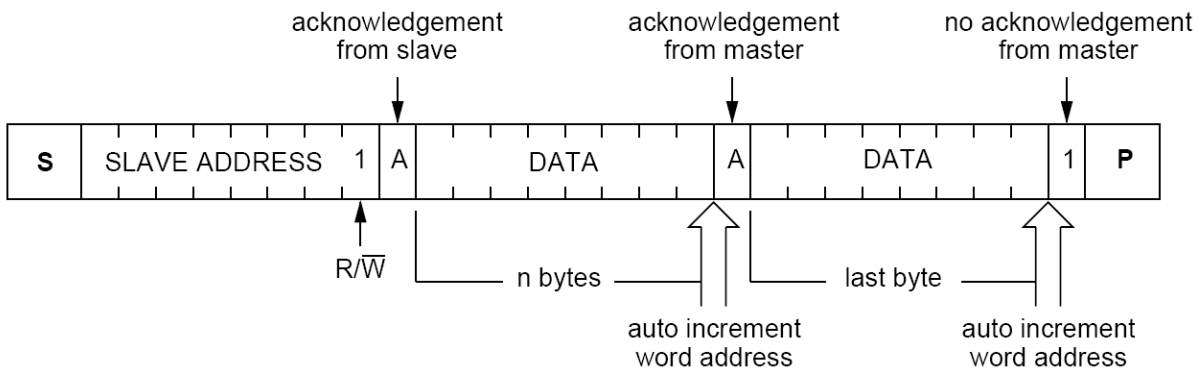 acknowledgement
from slave
acknowledgement
from master
no acknowledgement
from master
S SLAVE ADDRESS 1 A DATA A DATA 1 P
R/W̅
n bytes
last byte
auto increment
word address
auto increment
word address